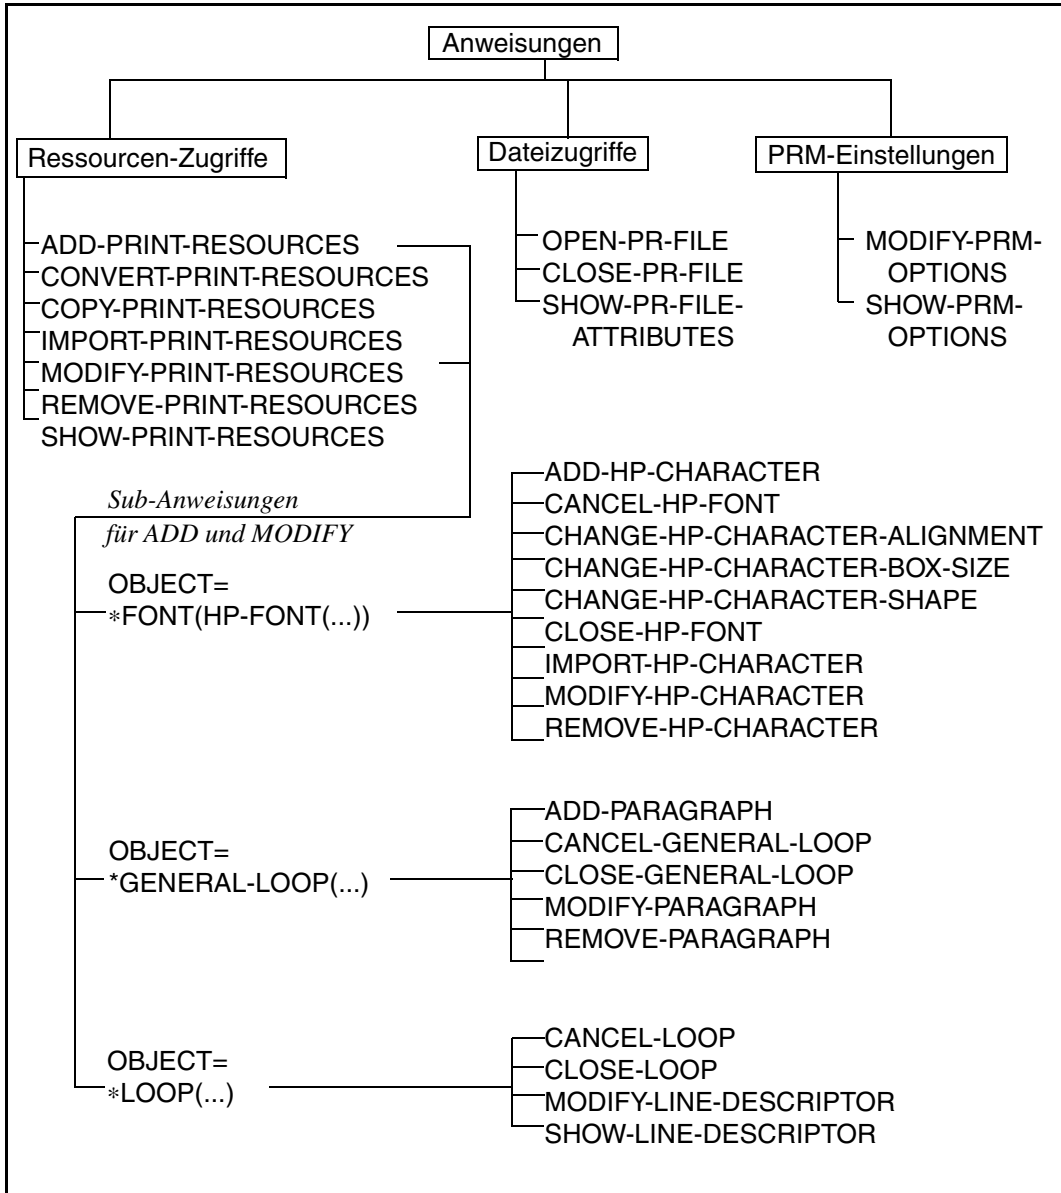 Anweisungen
Ressourcen-Zugriffe
Dateizugriffe
PRM-Einstellungen
ADD-PRINT-RESOURCES
CONVERT-PRINT-RESOURCES
COPY-PRINT-RESOURCES
IMPORT-PRINT-RESOURCES
MODIFY-PRINT-RESOURCES
REMOVE-PRINT-RESOURCES
SHOW-PRINT-RESOURCES
OPEN-PR-FILE
CLOSE-PR-FILE
SHOW-PR-FILE-
ATTRIBUTES
MODIFY-PRM-
OPTIONS
SHOW-PRM-
OPTIONS
Sub-Anweisungen
für ADD und MODIFY
OBJECT=
*FONT(HP-FONT(...))
ADD-HP-CHARACTER
CANCEL-HP-FONT
CHANGE-HP-CHARACTER-ALIGNMENT
CHANGE-HP-CHARACTER-BOX-SIZE
CHANGE-HP-CHARACTER-SHAPE
CLOSE-HP-FONT
IMPORT-HP-CHARACTER
MODIFY-HP-CHARACTER
REMOVE-HP-CHARACTER
OBJECT=
*GENERAL-LOOP(...)
ADD-PARAGRAPH
CANCEL-GENERAL-LOOP
CLOSE-GENERAL-LOOP
MODIFY-PARAGRAPH
REMOVE-PARAGRAPH
OBJECT=
*LOOP(...)
CANCEL-LOOP
CLOSE-LOOP
MODIFY-LINE-DESCRIPTOR
SHOW-LINE-DESCRIPTOR